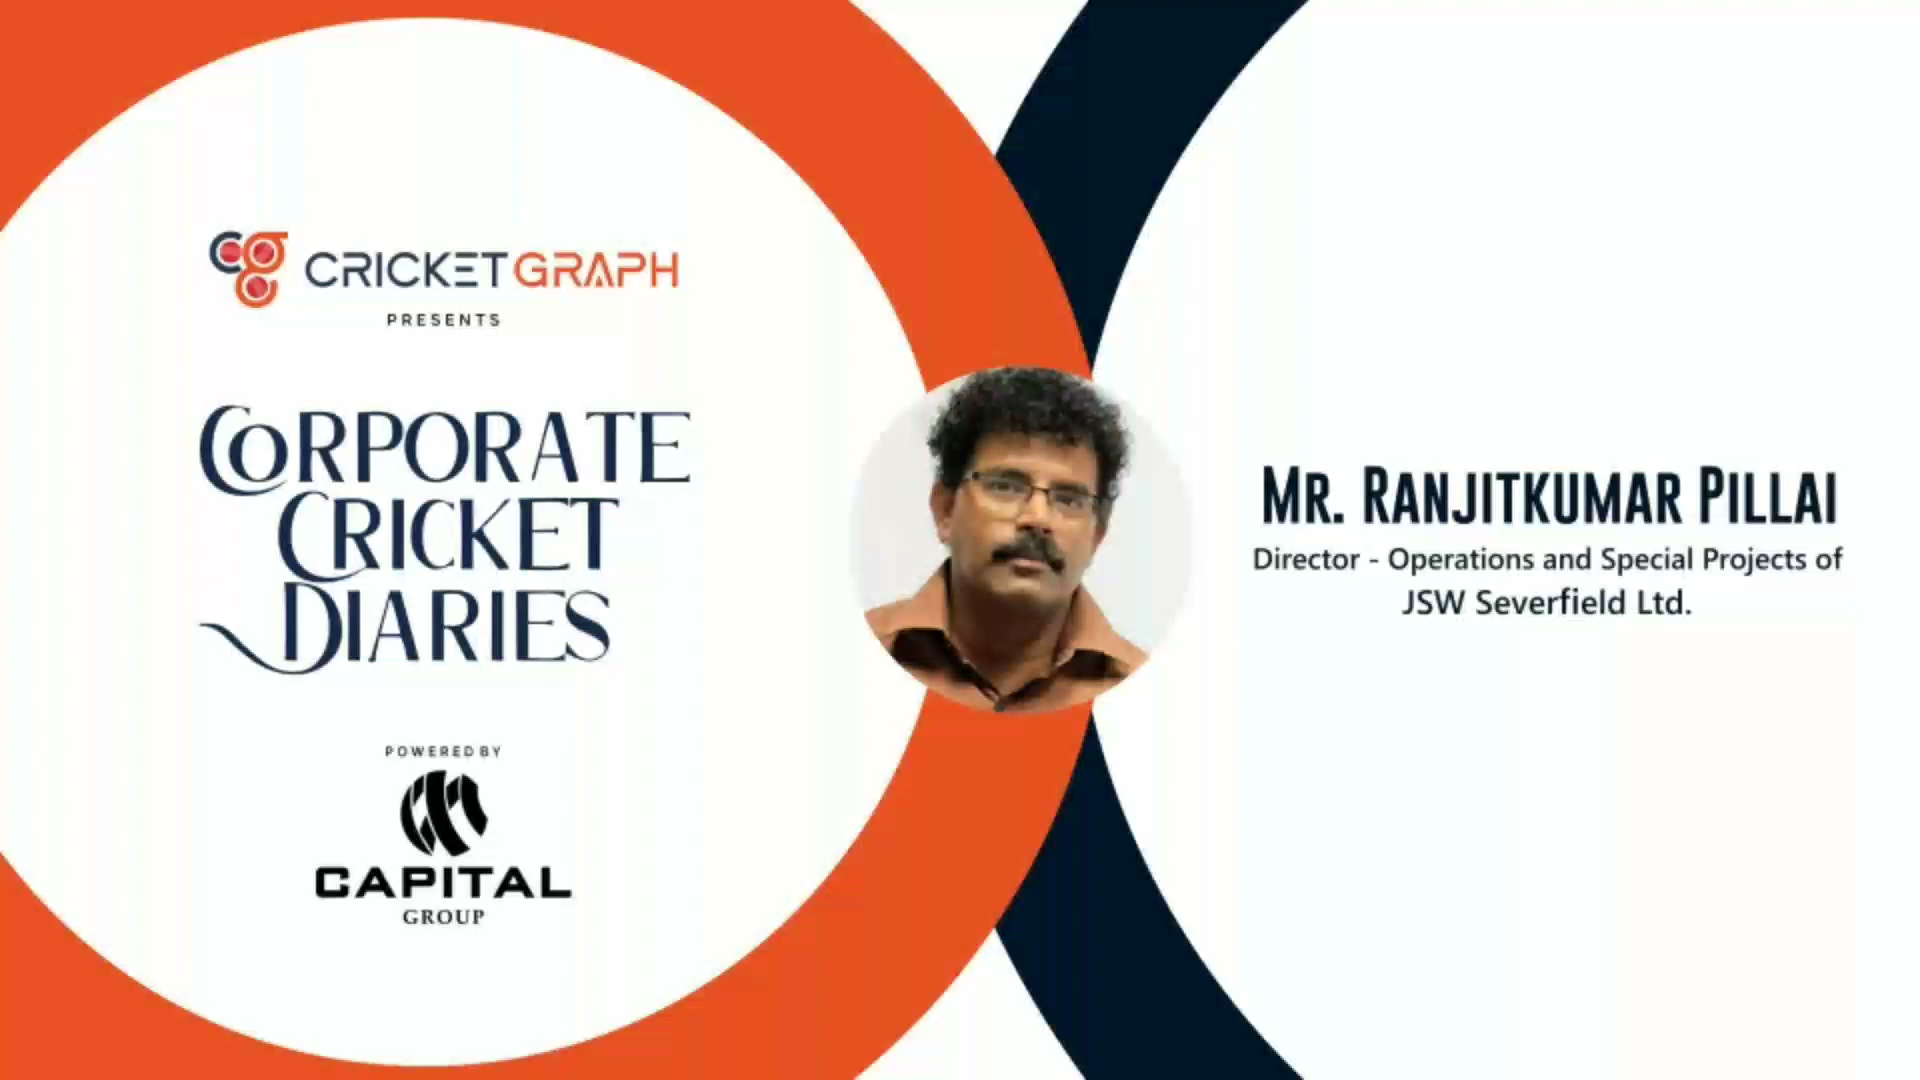 CRICKETGRAPH
PRESENTS
CORPORATE
CRICKET
DIARIES
POWERED BY
CAPITAL
GROUP
MR. RANJITKUMAR PILLAI
Director - Operations and Special Projects of
JSW Severfield Ltd.